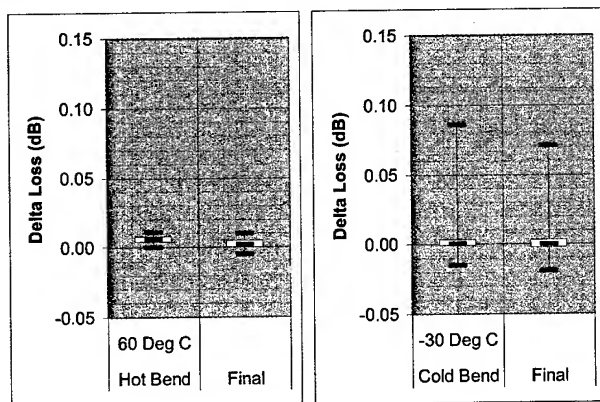 0.15
0.10
0.05
0.00
-0.05
Delta Loss (dB)
60 Deg C
Hot Bend
Final
0.15
0.10
0.05
0.00
-0.05
Delta Loss (dB)
-30 Deg C
Cold Bend
Final